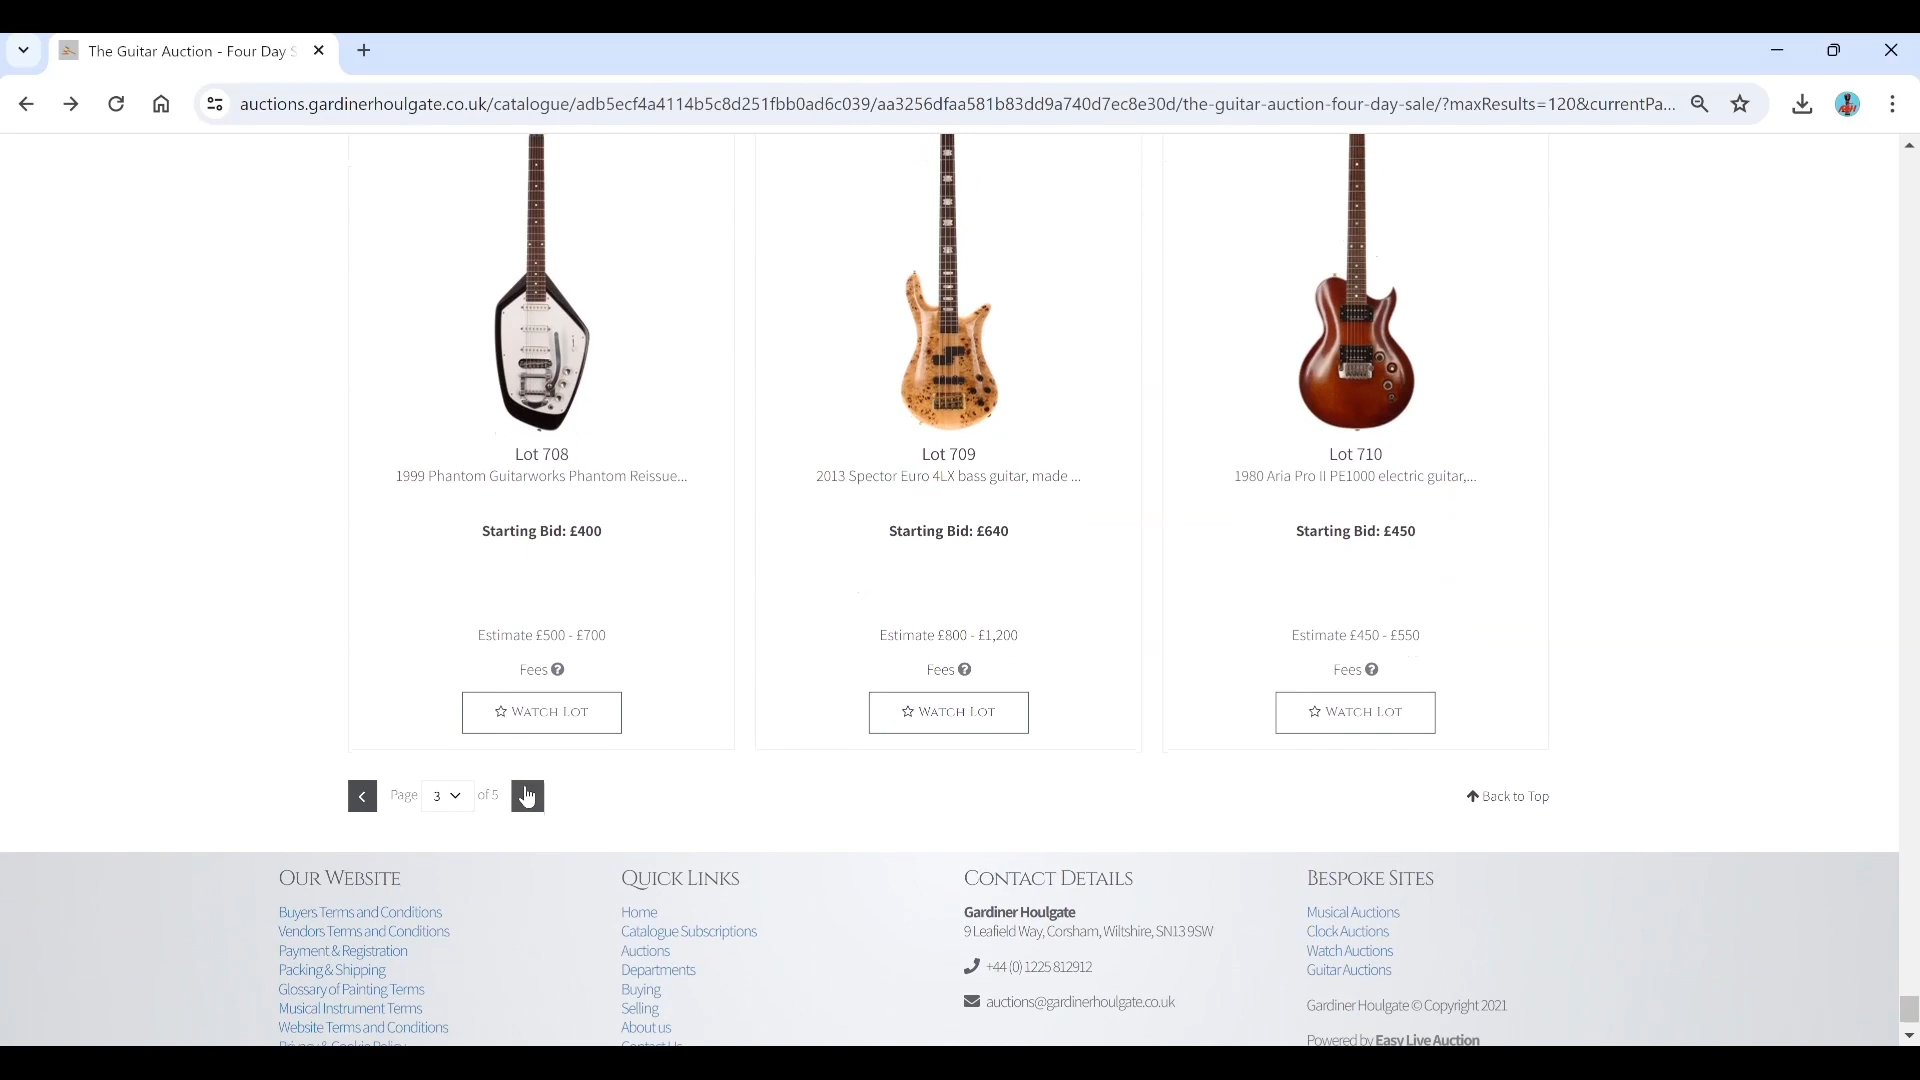 The Guitar Auction - Four Day S
auctions.gardinerhoulgate.co.uk/catalogue/adb5ecf4a4114b5c8d251fbb0ad6c039/aa3256dfaa581b83dd9a740d7ec8e30d/the-guitar-auction-four-day-sale/?maxResults=120&currentPa...
Lot 708 Lot 709 Lot 710
1999 Phantom Guitarworks Phantom Reissue... 2013 Spector Euro 4LX bass guitar, made ... 1980 Aria Pro II PE1000 electric guitar,...
Starting Bid: £400 Starting Bid: £640 Starting Bid: £450
Estimate £500 - £700 Estimate £800 - £1,200 Estimate £450 - £550
Fees Fees Fees
WATCH LOT WATCH LOT WATCH LOT
Page 3 of 5 Back to Top
OUR WEBSITE QUICK LINKS CONTACT DETAILS BESPOKE SITES
Buyers Terms and Conditions Home Gardiner Houlgate Musical Auctions
Vendors Terms and Conditions Catalogue Subscriptions 9 Leafield Way, Corsham, Wiltshire, SN13 9SW Clock Auctions
Payment & Registration Auctions Watch Auctions
Packing & Shipping Departments +44 (0) 1225 812912 Guitar Auctions
Glossary of Painting Terms Buying
Musical Instrument Terms Selling auctions@gardinerhoulgate.co.uk Gardiner Houlgate © Copyright 2021
Website Terms and Conditions About us
Privacy & Cookie Policy Contact Us Powered by Easy Live Auction